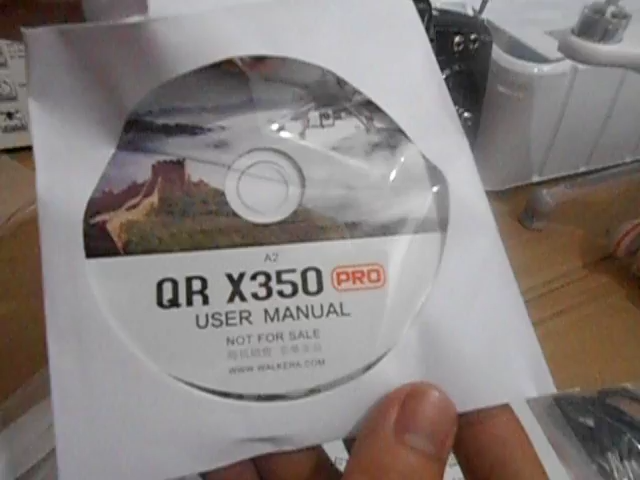 A2
QR X350 PRO
USER MANUAL
NOT FOR SALE
WWW.WALKERA.COM